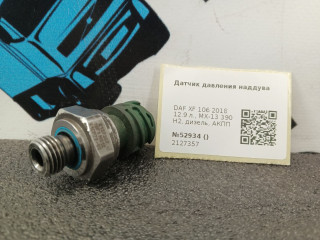 Датчик давления наддува
DAF XF 106 2018
12.9 л., MX-13 390
H2, дизель, АКПП
№52934 ()
2127357